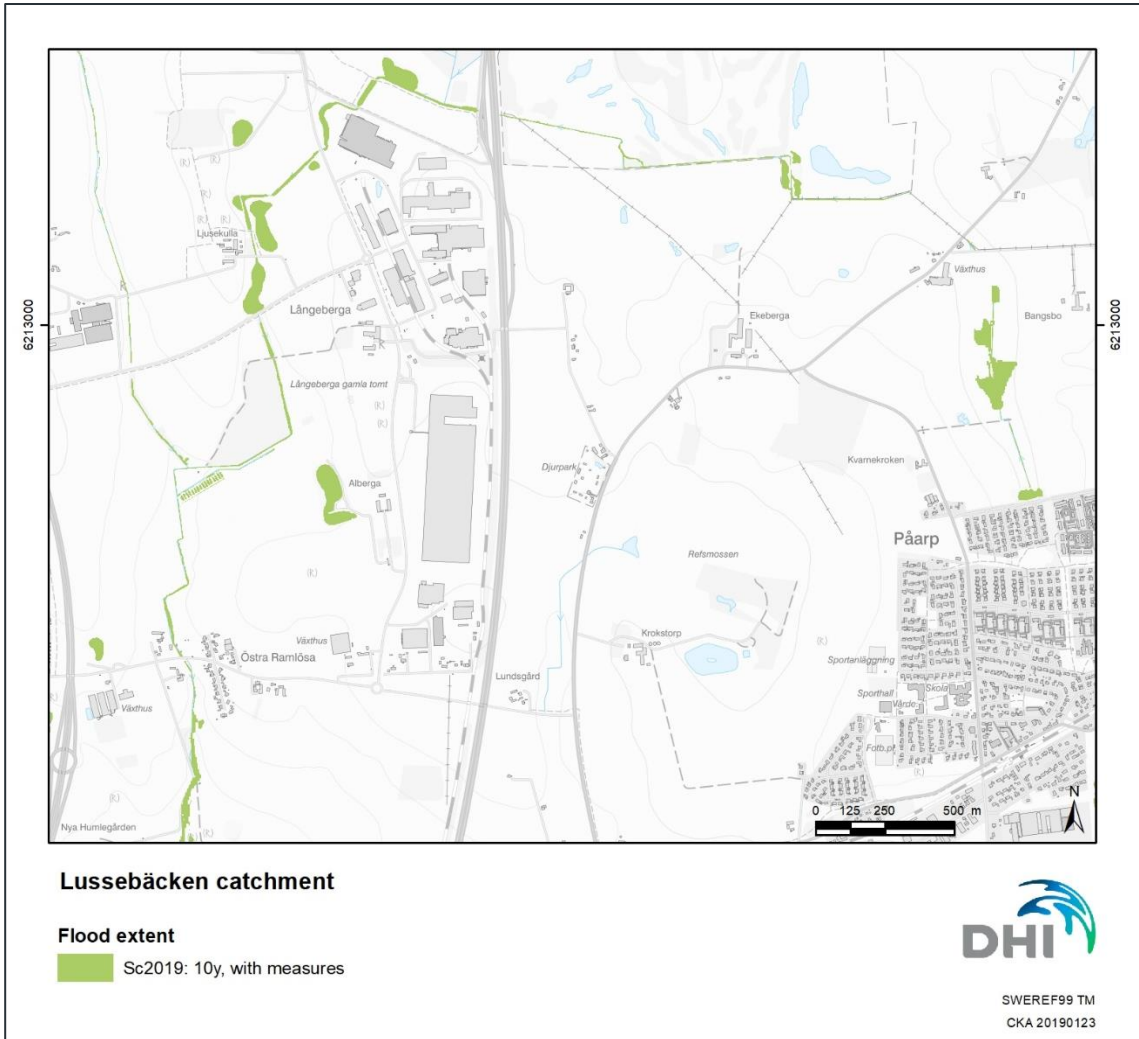 (R)
(R)
(R)
(R)
(R)
Ljusekulla
Växthus
6213000
Långeberga
Ekeberga
Bangsbo
6213000
Långeberga gamla tomt
(R)
(R)
Kvarnekroken
Djurpark
Alberga
Påarp
Refsmossen
(R)
Krokstorp
(R)
Växthus
Östra Ramlösa
Sportanläggning
Lundsgård
Sporthall
Skola
Vårdc
Växthus
Fotb.pl
(R)
(R)
N
0 125 250 500 m
Nya Humlegården
(R)
Lussebäcken catchment
Flood extent
Sc2019: 10y, with measures
DHI
SWEREF99 TM
CKA 20190123